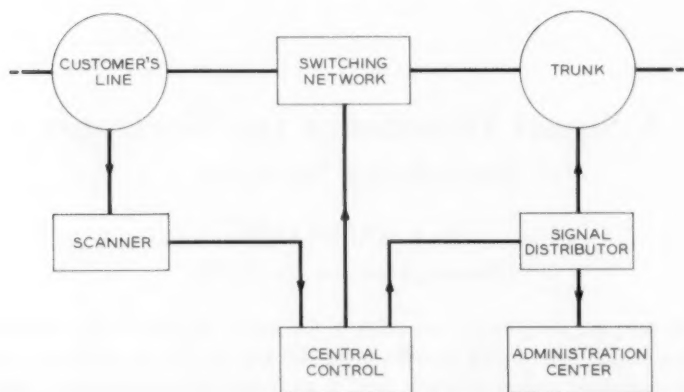 CUSTOMER'S
LINE
SWITCHING
NETWORK
TRUNK
SCANNER
SIGNAL
DISTRIBUTOR
CENTRAL
CONTROL
ADMINISTRATION
CENTER